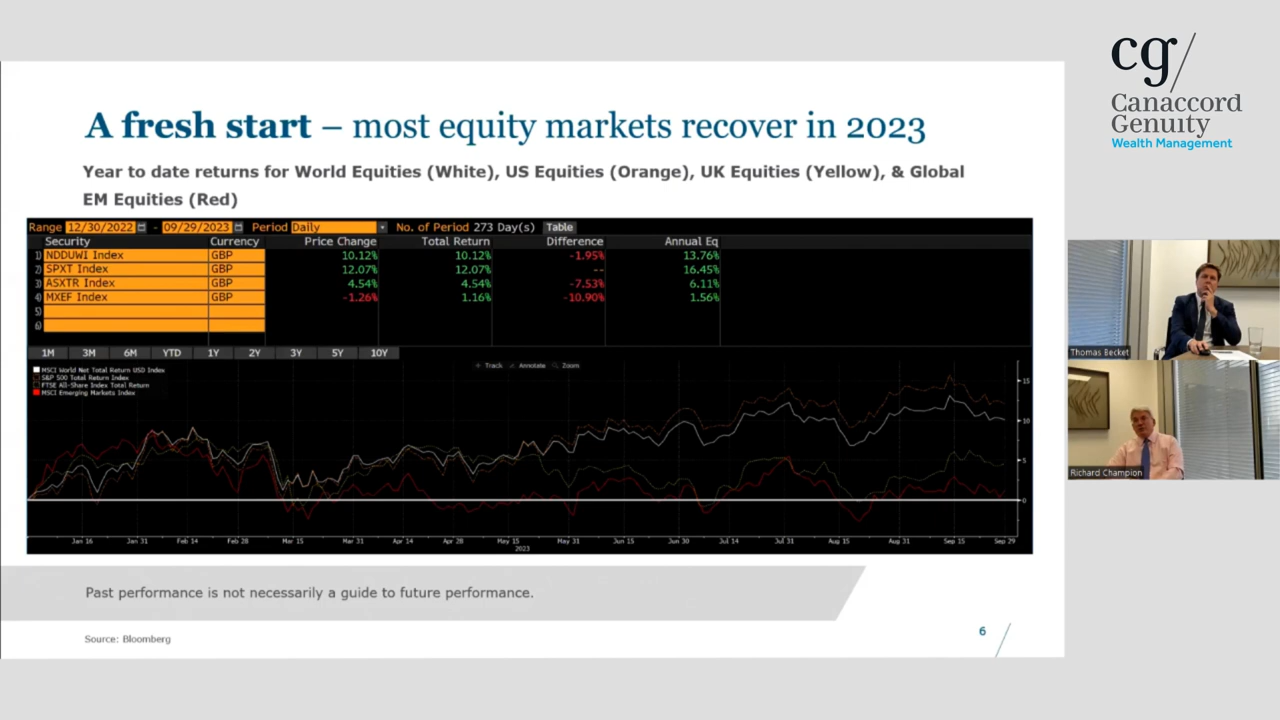 cg/
Canaccord
Genuity
Wealth Management
A fresh start – most equity markets recover in 2023
Year to date returns for World Equities (White), US Equities (Orange), UK Equities (Yellow), & Global
EM Equities (Red)
Range 12/30/2022 - 09/29/2023 Period Daily No. of Period 273 Day(s) Table
Security Currency Price Change Total Return Difference Annual Eq
1) NDDUWI Index GBP 10.12% 10.12% -1.95% 13.76%
2) SPXT Index GBP 12.07% 12.07% -- 16.45%
3) ASXTR Index GBP 4.54% 4.54% -7.53% 6.11%
4) MXEF Index GBP -1.26% 1.16% -10.90% 1.56%
5)
6)
1M 3M 6M YTD 1Y 2Y 3Y 5Y 10Y
Track Annotate Zoom
MSCI World Net Total Return USD Index
S&P 500 Total Return Index
FTSE All-Share Index Total Return
MSCI Emerging Markets Index
15
10
5
0
Jan 16 Jan 31 Feb 14 Feb 28 Mar 15 Mar 31 Apr 14 Apr 28 May 15 May 31 Jun 15 Jun 30 Jul 14 Jul 31 Aug 15 Aug 31 Sep 15 Sep 29
2023
Thomas Becket
Richard Champion
Past performance is not necessarily a guide to future performance.
Source: Bloomberg
6